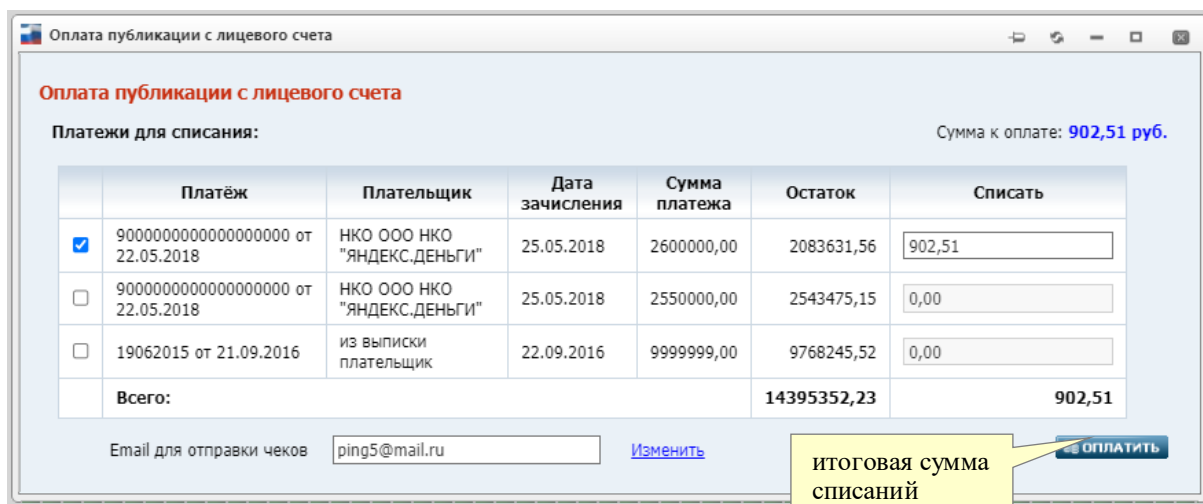 Оплата публикации с лицевого счета
Оплата публикации с лицевого счета
Платежи для списания: Сумма к оплате: 902,51 руб.
Платёж Плательщик Дата зачисления Сумма платежа Остаток Списать
9000000000000000000 от 22.05.2018 НКО ООО НКО "ЯНДЕКС.ДЕНЬГИ" 25.05.2018 2600000,00 2083631,56 902,51
9000000000000000000 от 22.05.2018 НКО ООО НКО "ЯНДЕКС.ДЕНЬГИ" 25.05.2018 2550000,00 2543475,15 0,00
19062015 от 21.09.2016 из выписки плательщик 22.09.2016 9999999,00 9768245,52 0,00
Всего: 14395352,23 902,51
Email для отправки чеков ping5@mail.ru Изменить ОПЛАТИТЬ
итоговая сумма
списаний